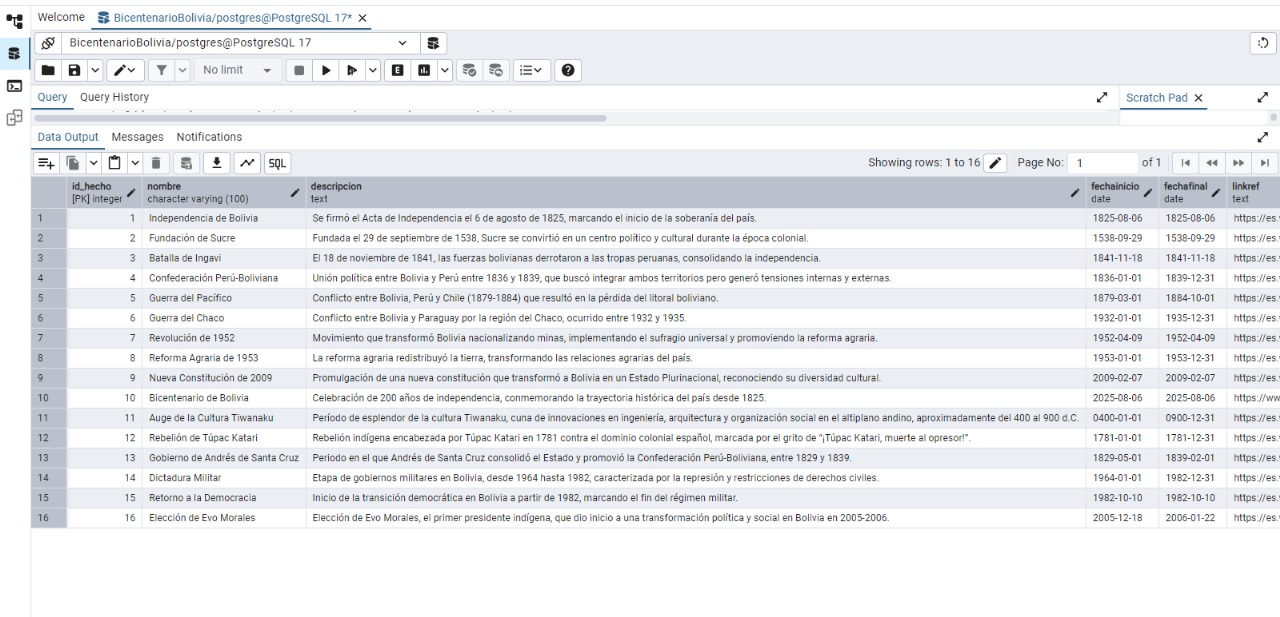 Welcome BicentenarioBolivia/postgres@PostgreSQL 17*
BicentenarioBolivia/postgres@PostgreSQL 17
No limit E
Query Query History Scratch Pad
Data Output Messages Notifications
SQL Showing rows: 1 to 16 Page No: 1 of 1
id_hecho nombre descripcion fechainicio fechafinal linkref
[PK] integer character varying (100) text date date text
1 1 Independencia de Bolivia Se firmó el Acta de Independencia el 6 de agosto de 1825, marcando el inicio de la soberanía del país. 1825-08-06 1825-08-06 https://es.
2 2 Fundación de Sucre Fundada el 29 de septiembre de 1538, Sucre se convirtió en un centro político y cultural durante la época colonial. 1538-09-29 1538-09-29 https://es.
3 3 Batalla de Ingavi El 18 de noviembre de 1841, las fuerzas bolivianas derrotaron a las tropas peruanas, consolidando la independencia. 1841-11-18 1841-11-18 https://es.
4 4 Confederación Perú-Boliviana Unión política entre Bolivia y Perú entre 1836 y 1839, que buscó integrar ambos territorios pero generó tensiones internas y externas. 1836-01-01 1839-12-31 https://es.
5 5 Guerra del Pacífico Conflicto entre Bolivia, Perú y Chile (1879-1884) que resultó en la pérdida del litoral boliviano. 1879-03-01 1884-10-01 https://es.
6 6 Guerra del Chaco Conflicto entre Bolivia y Paraguay por la región del Chaco, ocurrido entre 1932 y 1935. 1932-01-01 1935-12-31 https://es.
7 7 Revolución de 1952 Movimiento que transformó Bolivia nacionalizando minas, implementando el sufragio universal y promoviendo la reforma agraria. 1952-04-09 1952-04-09 https://es.
8 8 Reforma Agraria de 1953 La reforma agraria redistribuyó la tierra, transformando las relaciones agrarias del país. 1953-01-01 1953-12-31 https://es.
9 9 Nueva Constitución de 2009 Promulgación de una nueva constitución que transformó a Bolivia en un Estado Plurinacional, reconociendo su diversidad cultural. 2009-02-07 2009-02-07 https://es.
10 10 Bicentenario de Bolivia Celebración de 200 años de independencia, conmemorando la trayectoria histórica del país desde 1825. 2025-08-06 2025-08-06 https://ww
11 11 Auge de la Cultura Tiwanaku Período de esplendor de la cultura Tiwanaku, cuna de innovaciones en ingeniería, arquitectura y organización social en el altiplano andino, aproximadamente del 400 al 900 d.C. 0400-01-01 0900-12-31 https://es.
12 12 Rebelión de Túpac Katari Rebelión indígena encabezada por Túpac Katari en 1781 contra el dominio colonial español, marcada por el grito de “¡Túpac Katari, muerte al opresor!”. 1781-01-01 1781-12-31 https://es.
13 13 Gobierno de Andrés de Santa Cruz Periodo en el que Andrés de Santa Cruz consolidó el Estado y promovió la Confederación Perú-Boliviana, entre 1829 y 1839. 1829-05-01 1839-02-01 https://es.
14 14 Dictadura Militar Etapa de gobiernos militares en Bolivia, desde 1964 hasta 1982, caracterizada por la represión y restricciones de derechos civiles. 1964-01-01 1982-12-31 https://es.
15 15 Retorno a la Democracia Inicio de la transición democrática en Bolivia a partir de 1982, marcando el fin del régimen militar. 1982-10-10 1982-10-10 https://es.
16 16 Elección de Evo Morales Elección de Evo Morales, el primer presidente indígena, que dio inicio a una transformación política y social en Bolivia en 2005-2006. 2005-12-18 2006-01-22 https://es.